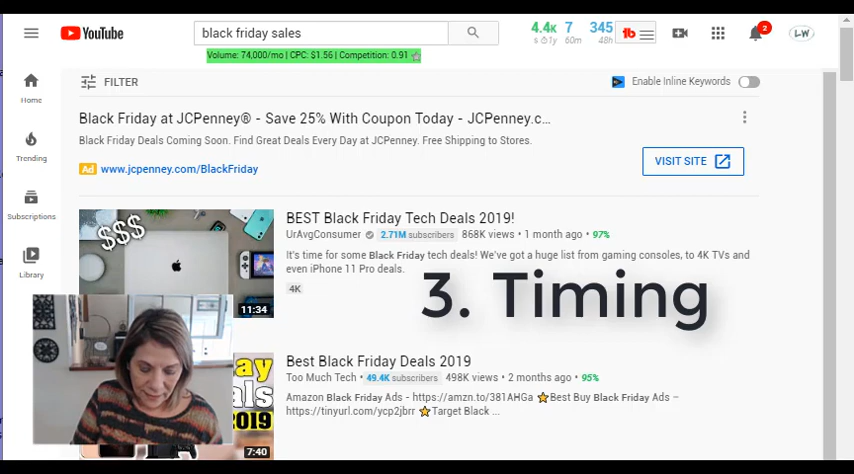 YouTube
black friday sales
4.4k 7 345
$ 1y 60m 48h
tb
2
L-W
Volume: 74,000/mo | CPC: $1.56 | Competition: 0.91
FILTER
Enable Inline Keywords
Home
Trending
Subscriptions
Library
Black Friday at JCPenney® - Save 25% With Coupon Today - JCPenney.c...
Black Friday Deals Coming Soon. Find Great Deals Every Day at JCPenney. Free Shipping to Stores.
Ad www.jcpenney.com/BlackFriday
VISIT SITE
$$$
11:34
BEST Black Friday Tech Deals 2019!
UrAvgConsumer 2.71M subscribers 868K views • 1 month ago • 97%
It's time for some Black Friday tech deals! We've got a huge list from gaming consoles, to 4K TVs and
even iPhone 11 Pro deals.
4K
3. Timing
2019
7:40
Best Black Friday Deals 2019
Too Much Tech • 49.4K subscribers 498K views • 2 months ago • 95%
Amazon Black Friday Ads - https://amzn.to/381AHGa ⭐Best Buy Black Friday Ads –
https://tinyurl.com/ycp2jbrr ⭐Target Black ...